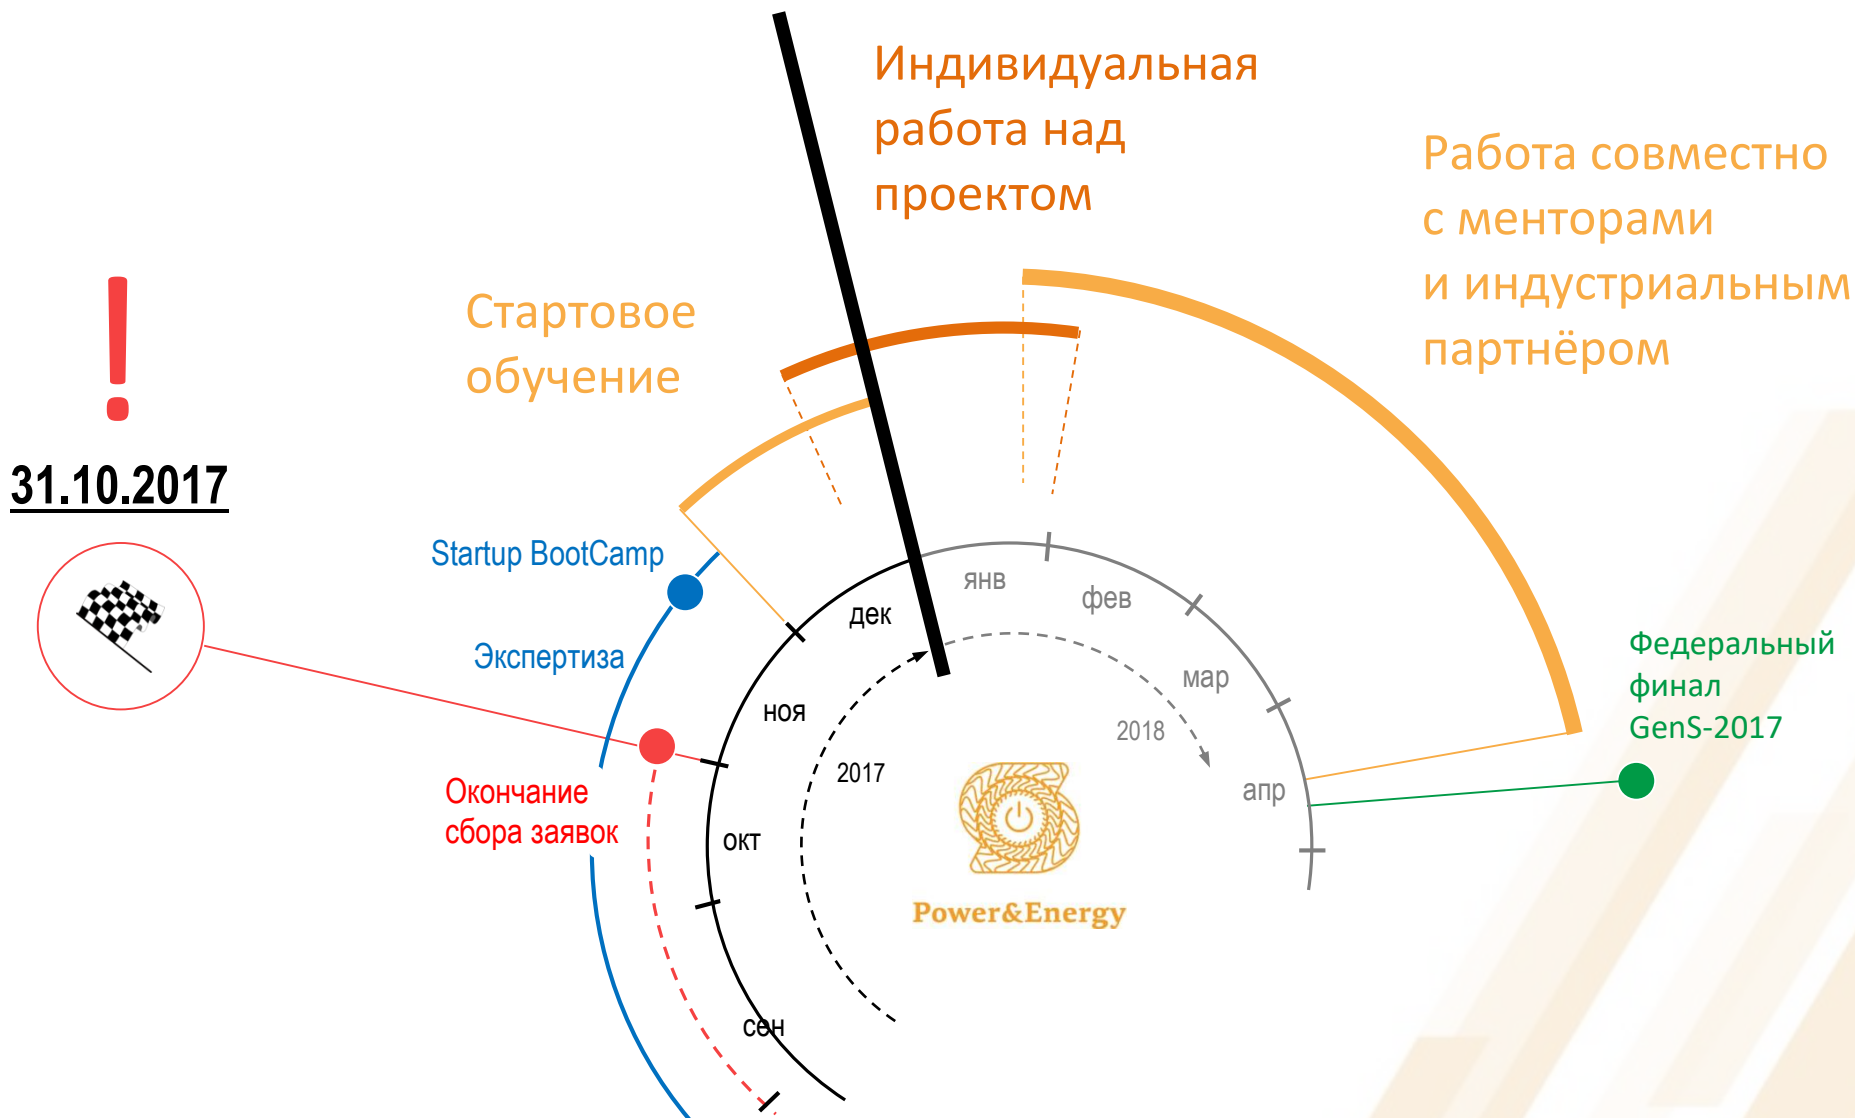 Индивидуальная
работа над
проектом
Работа совместно
с менторами
и индустриальным
партнёром
Стартовое
обучение
!
31.10.2017
Startup BootCamp
Экспертиза
Окончание
сбора заявок
сен
окт
ноя
дек
янв
фев
мар
апр
2017
2018
Power&Energy
Федеральный
финал
GenS-2017